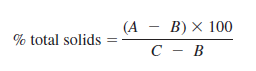 % total solids = (A − B) × 100
C − B